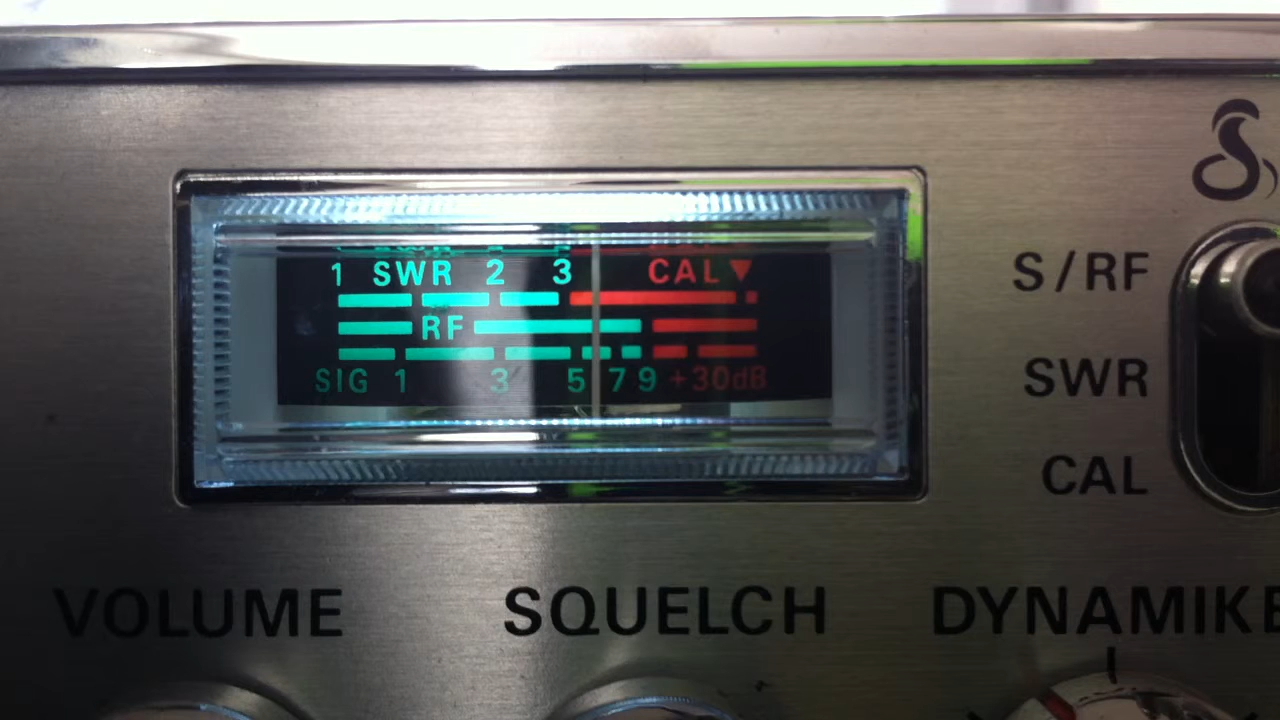 1 SWR 2 3 CAL▼
RF
SIG 1 3 5 7 9 +30dB
S/RF
SWR
CAL
VOLUME SQUELCH DYNAMIKE